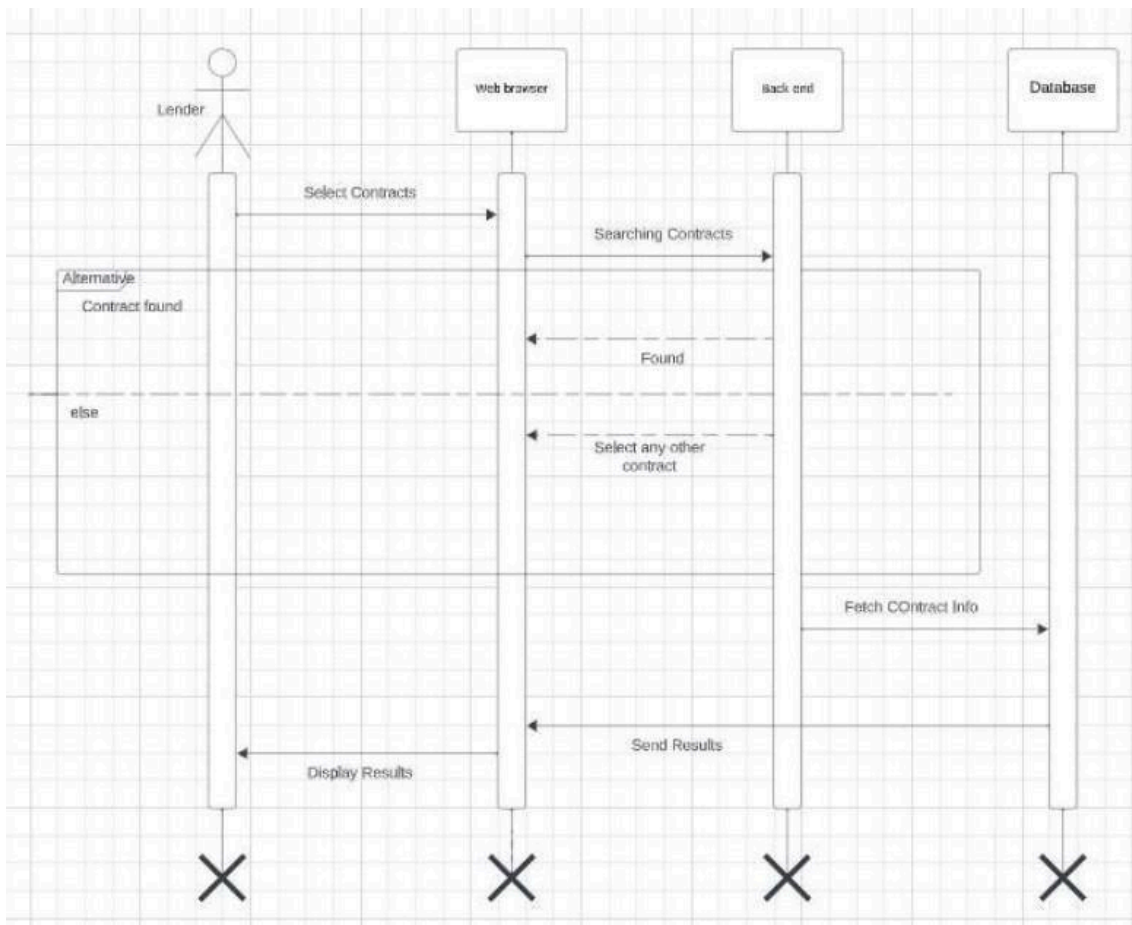 Lender
Web browser
Back end
Database
Select Contracts
Searching Contracts
Alternative
Contract found
Found
else
Select any other
contract
Fetch COntract Info
Send Results
Display Results